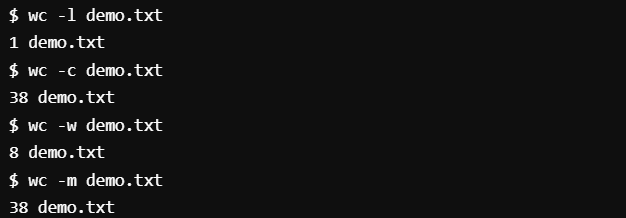 $ wc -l demo.txt
1 demo.txt
$ wc -c demo.txt
38 demo.txt
$ wc -w demo.txt
8 demo.txt
$ wc -m demo.txt
38 demo.txt